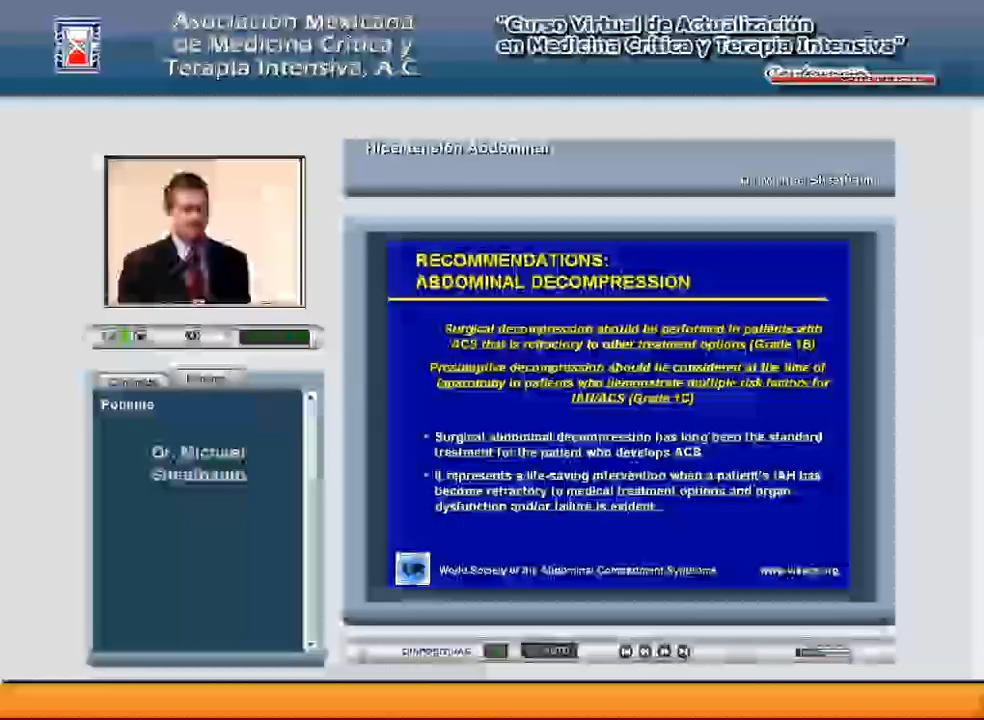 Asociación Mexicana
de Medicina Crítica y
Terapia Intensiva, A.C.
"Curso Virtual de Actualización
en Medicina Crítica y Terapia Intensiva"
Conferencia
Hipertensión Abdominal
RECOMMENDATIONS:
ABDOMINAL DECOMPRESSION
Surgical decompression should be performed in patients with
ACS that is refractory to other treatment options (Grade 1B)
Presumptive decompression should be considered at the time of
laparotomy in patients who demonstrate multiple risk factors for
IAH/ACS (Grade 1C)
• Surgical abdominal decompression has long been the standard
treatment for the patient who develops ACS
• It represents a life-saving intervention when a patient's IAH has
become refractory to medical treatment options and organ
dysfunction and/or failure is evident
World Society of the Abdominal Compartment Syndrome
Ponente
Dr. Michael
DIAPOSITIVAS
AUTO